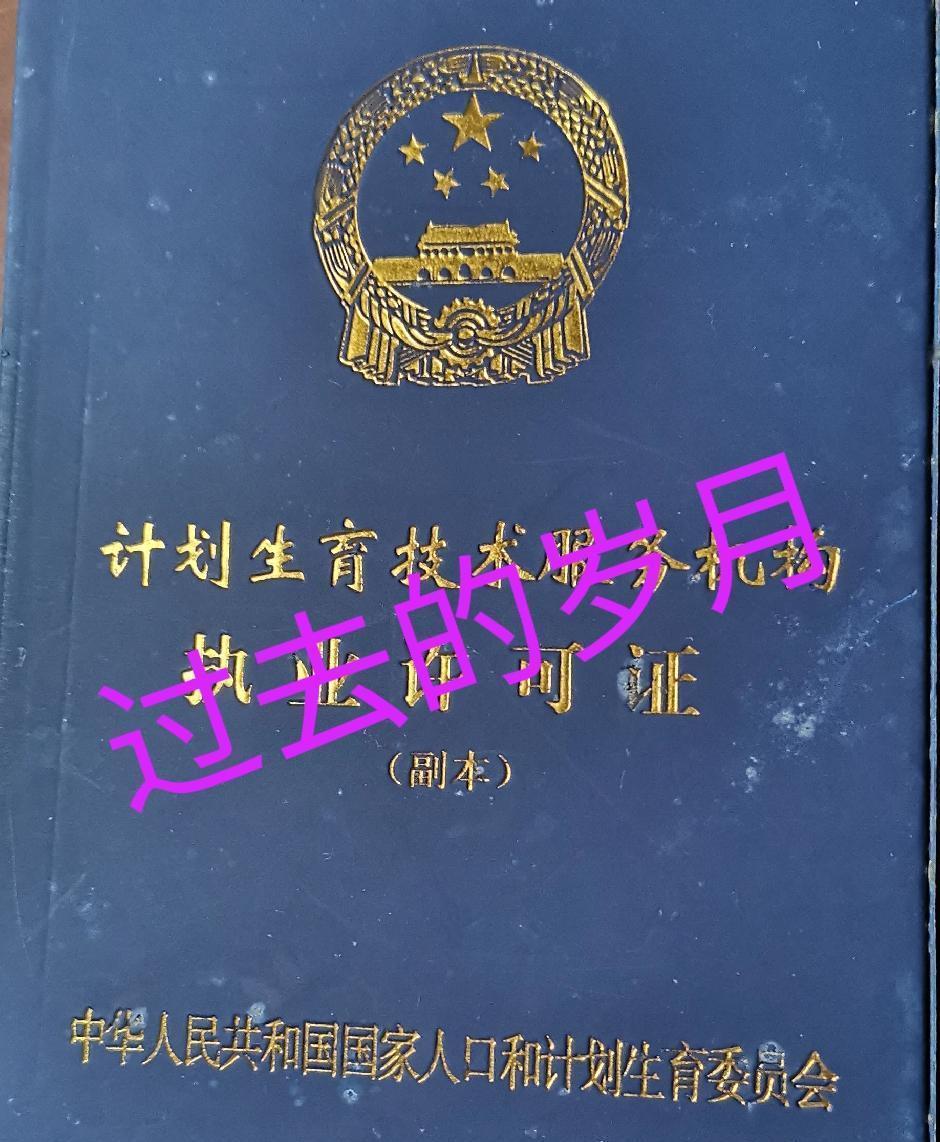 计划生育技术服务机构
执业许可证
（副本）
过去的岁月
中华人民共和国国家人口和计划生育委员会